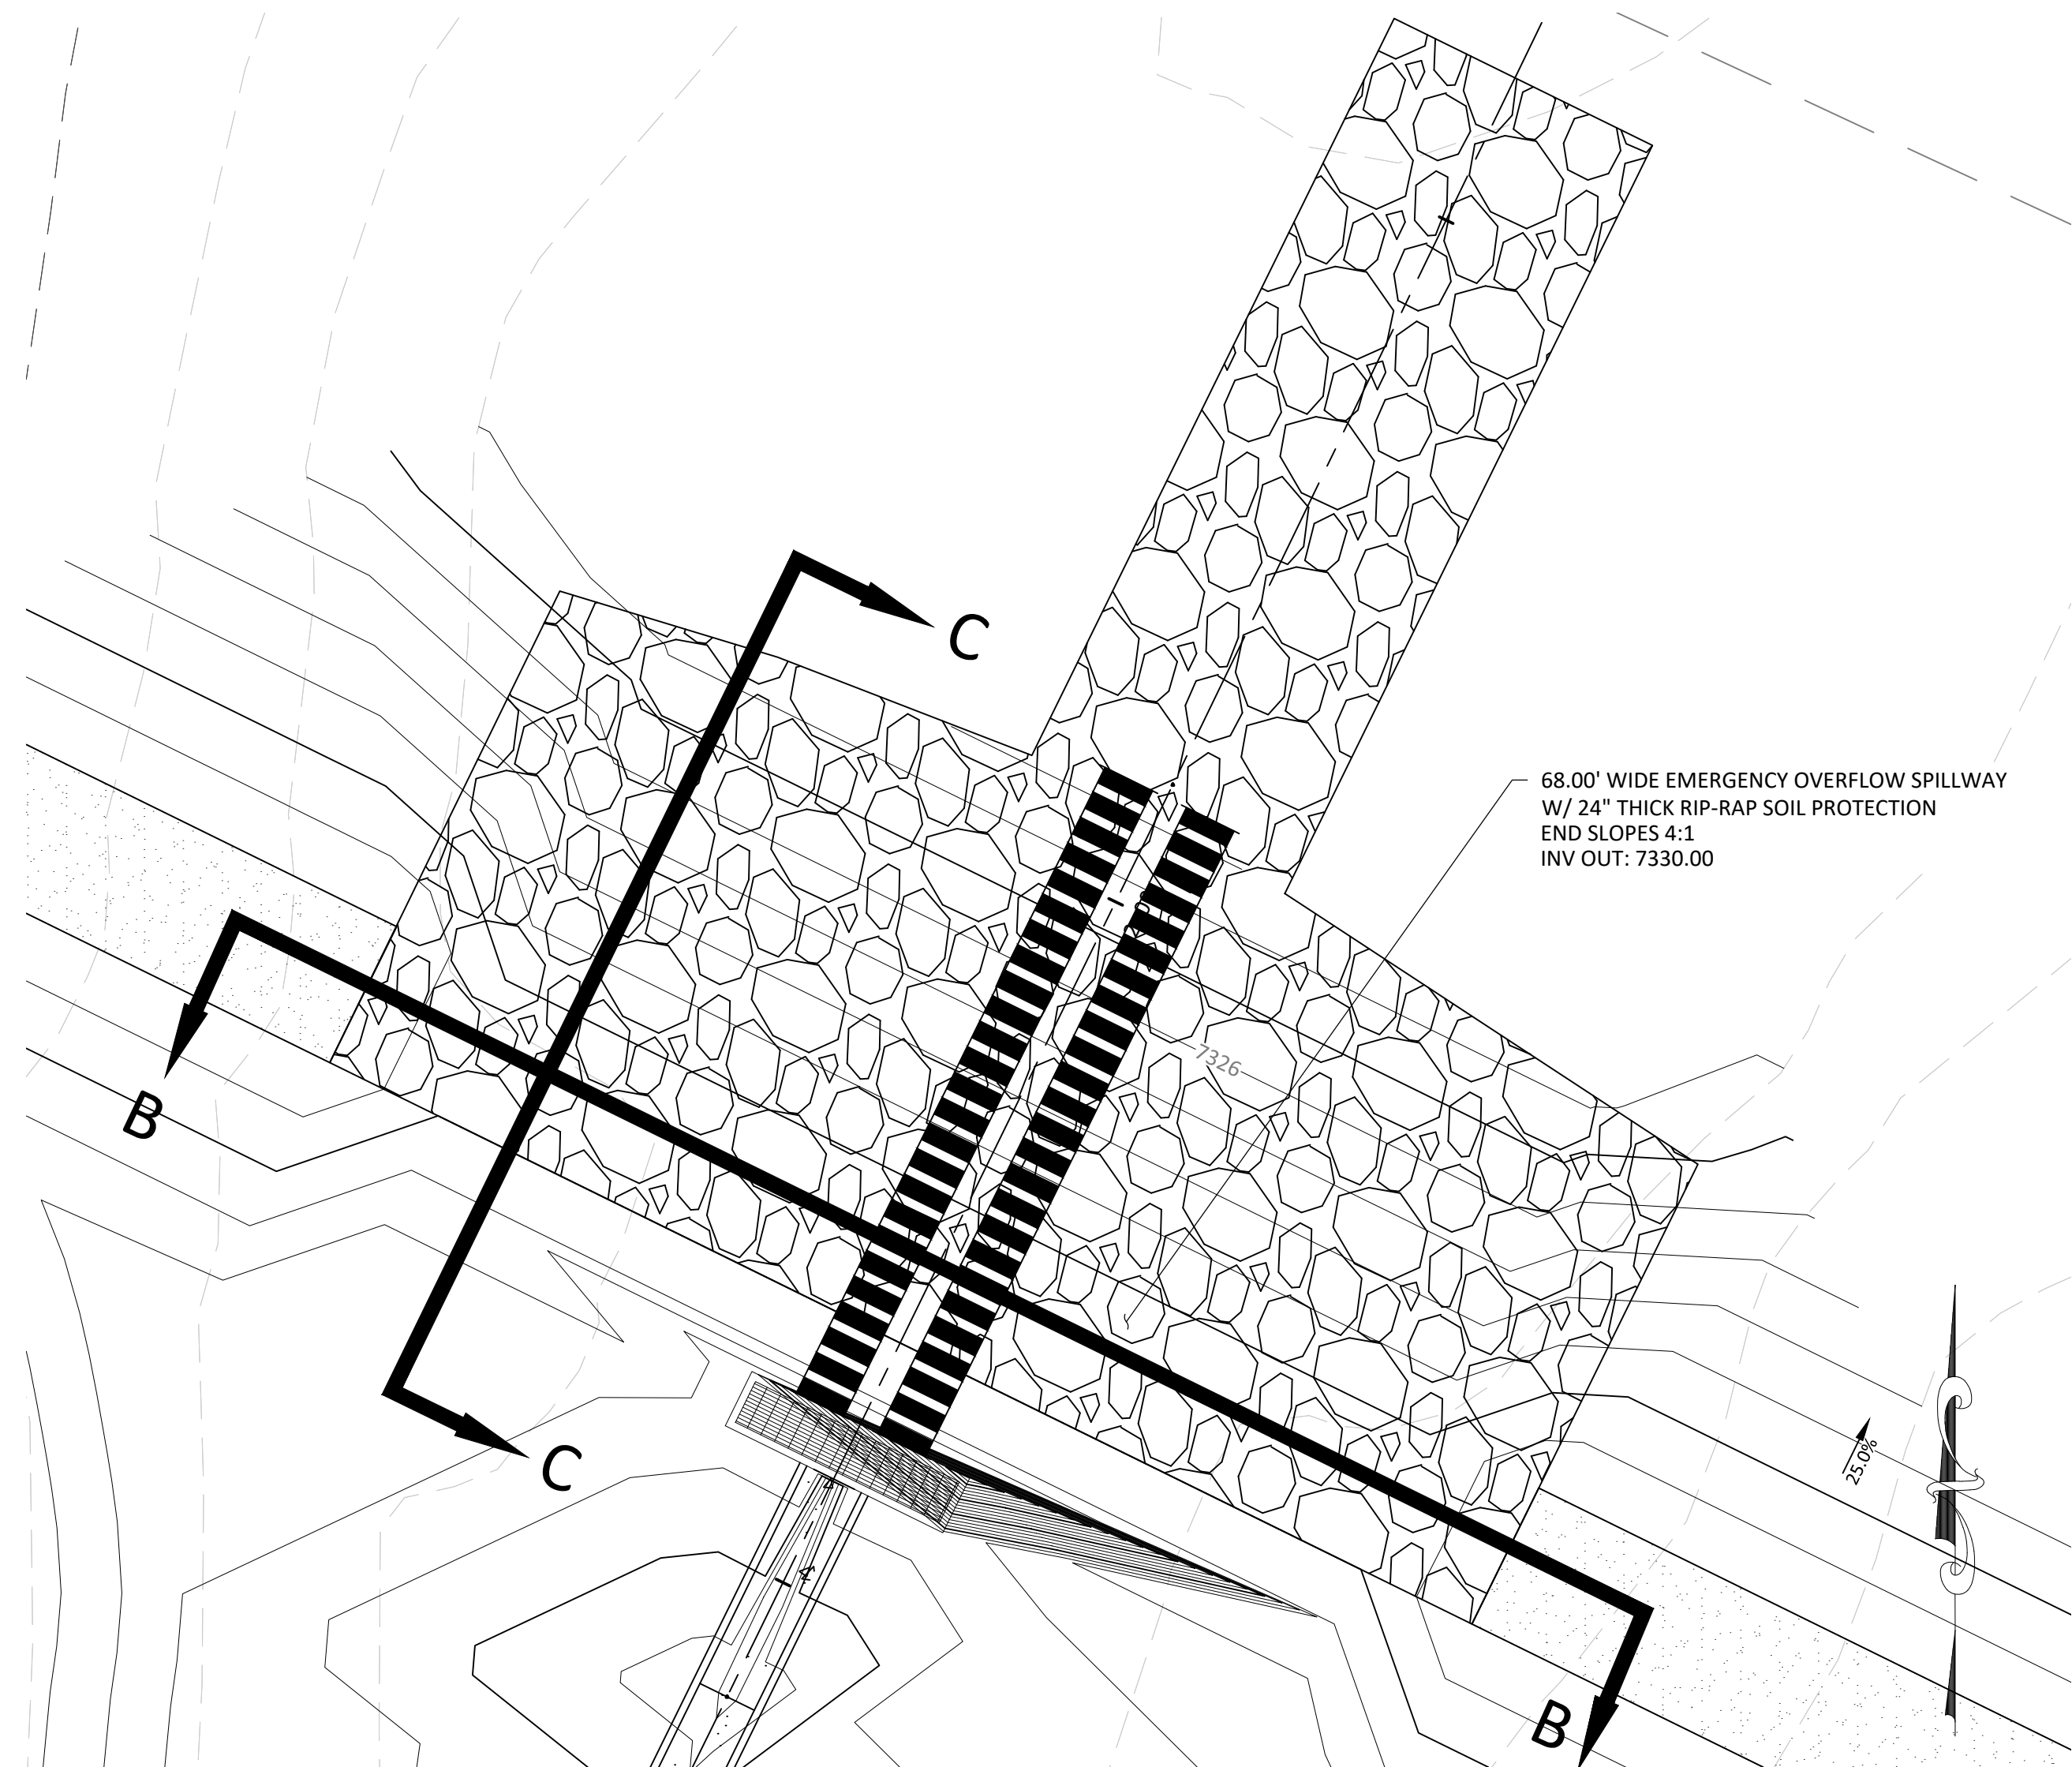 C
68.00' WIDE EMERGENCY OVERFLOW SPILLWAY
W/ 24" THICK RIP-RAP SOIL PROTECTION
END SLOPES 4:1
INV OUT: 7330.00
7326
B
C
25.0%
B